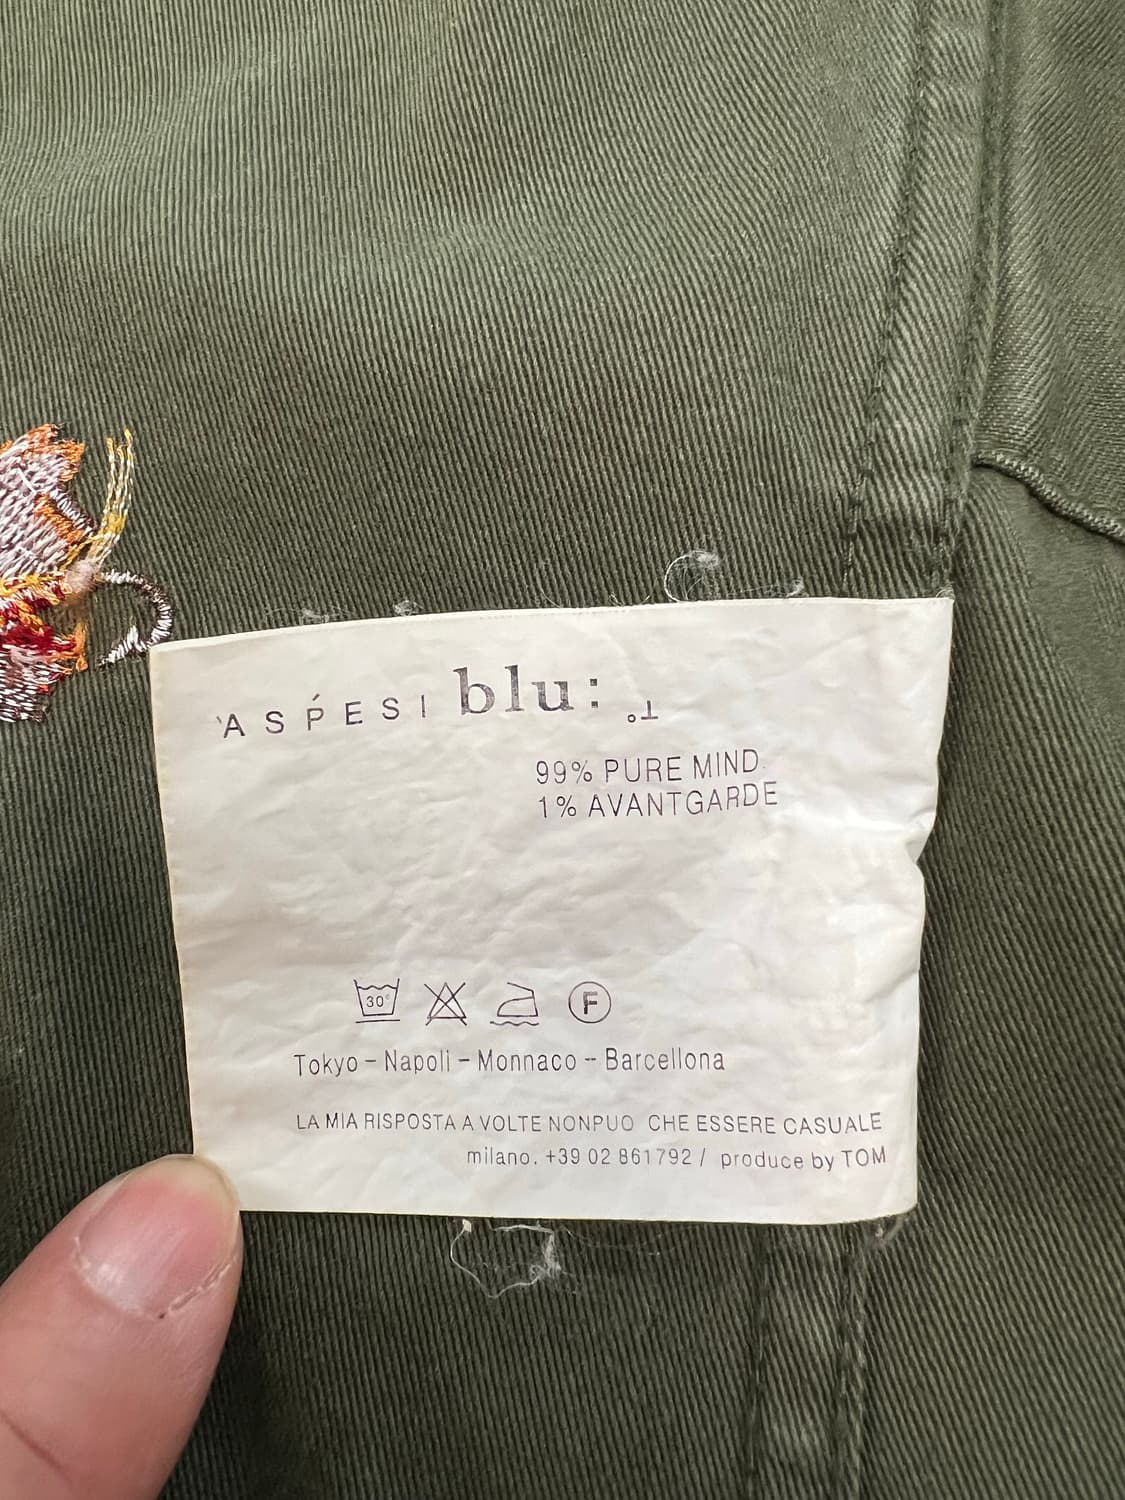 'ASṔESI blu: °⊥
99% PURE MIND
1% AVANTGARDE
30°
F
Tokyo – Napoli – Monnaco – Barcellona
LA MIA RISPOSTA A VOLTE NONPUO CHE ESSERE CASUALE
milano. +39 02 861792 / produce by TOM